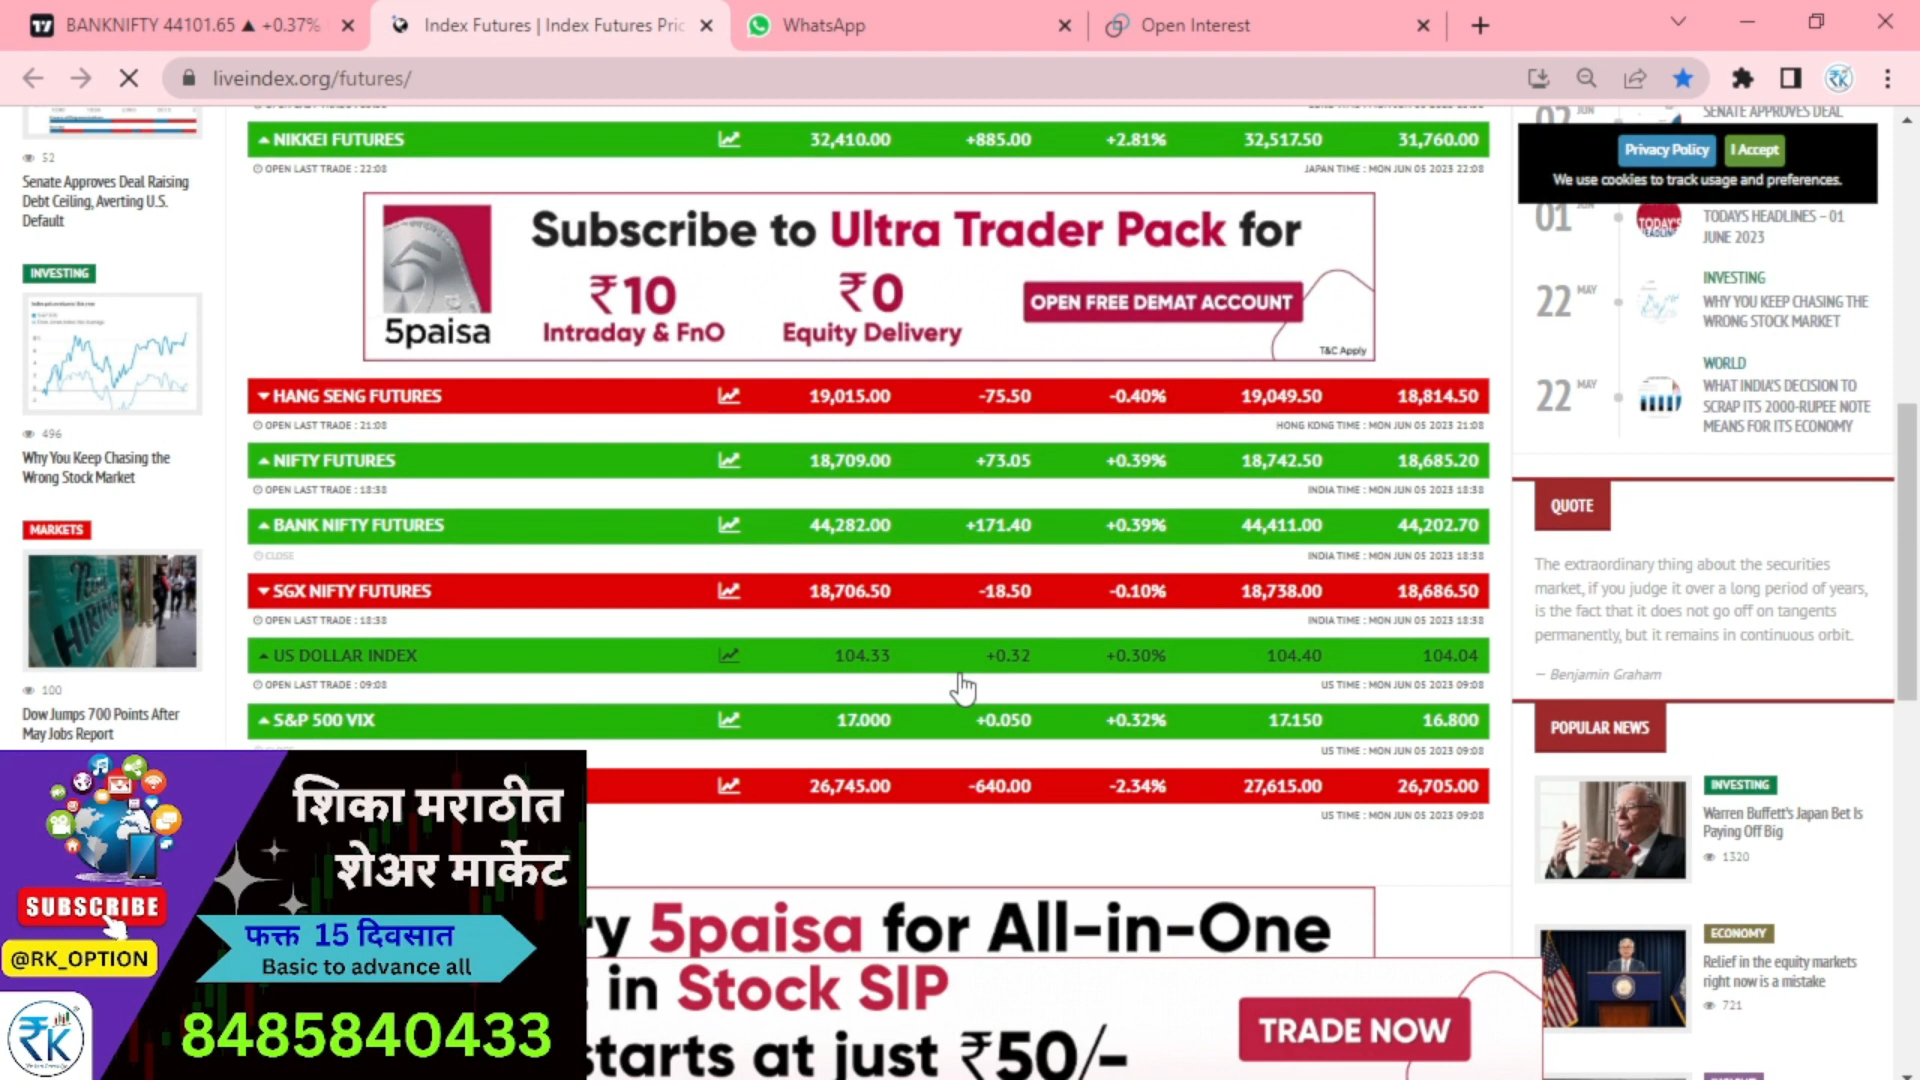 BANKNIFTY 44101.65 ▲ +0.37%
Index Futures | Index Futures Pric
WhatsApp
Open Interest
liveindex.org/futures/
52
Senate Approves Deal Raising
Debt Ceiling, Averting U.S.
Default
INVESTING
496
Why You Keep Chasing the
Wrong Stock Market
MARKETS
100
Dow Jumps 700 Points After
May Jobs Report
NIKKEI FUTURES 32,410.00 +885.00 +2.81% 32,517.50 31,760.00
OPEN LAST TRADE : 22:08 JAPAN TIME : MON JUN 05 2023 22:08
Subscribe to Ultra Trader Pack for
₹10 ₹0
Intraday & FnO Equity Delivery
OPEN FREE DEMAT ACCOUNT
5paisa
T&C Apply
HANG SENG FUTURES 19,015.00 -75.50 -0.40% 19,049.50 18,814.50
OPEN LAST TRADE : 21:08 HONG KONG TIME : MON JUN 05 2023 21:08
NIFTY FUTURES 18,709.00 +73.05 +0.39% 18,742.50 18,685.20
OPEN LAST TRADE : 18:38 INDIA TIME : MON JUN 05 2023 18:38
BANK NIFTY FUTURES 44,282.00 +171.40 +0.39% 44,411.00 44,202.70
CLOSE INDIA TIME : MON JUN 05 2023 18:38
SGX NIFTY FUTURES 18,706.50 -18.50 -0.10% 18,738.00 18,686.50
OPEN LAST TRADE : 18:38 INDIA TIME : MON JUN 05 2023 18:38
US DOLLAR INDEX 104.33 +0.32 +0.30% 104.40 104.04
OPEN LAST TRADE : 09:08 US TIME : MON JUN 05 2023 09:08
S&P 500 VIX 17.000 +0.050 +0.32% 17.150 16.800
US TIME : MON JUN 05 2023 09:08
26,745.00 -640.00 -2.34% 27,615.00 26,705.00
US TIME : MON JUN 05 2023 09:08
y 5paisa for All-in-One
in Stock SIP
starts at just ₹50/-
TRADE NOW
02 JUN SENATE APPROVES DEAL
Privacy Policy I Accept
We use cookies to track usage and preferences.
01 TODAY'S TODAYS HEADLINES – 01
JUNE 2023
INVESTING
22 MAY WHY YOU KEEP CHASING THE
WRONG STOCK MARKET
WORLD
22 MAY WHAT INDIA'S DECISION TO
SCRAP ITS 2000-RUPEE NOTE
MEANS FOR ITS ECONOMY
QUOTE
The extraordinary thing about the securities
market, if you judge it over a long period of years,
is the fact that it does not go off on tangents
permanently, but it remains in continuous orbit.
— Benjamin Graham
POPULAR NEWS
INVESTING
Warren Buffett's Japan Bet Is
Paying Off Big
1320
ECONOMY
Relief in the equity markets
right now is a mistake
721
शिका मराठीत
शेअर मार्केट
SUBSCRIBE
@RK_OPTION
फक्त 15 दिवसात
Basic to advance all
8485840433
₹K